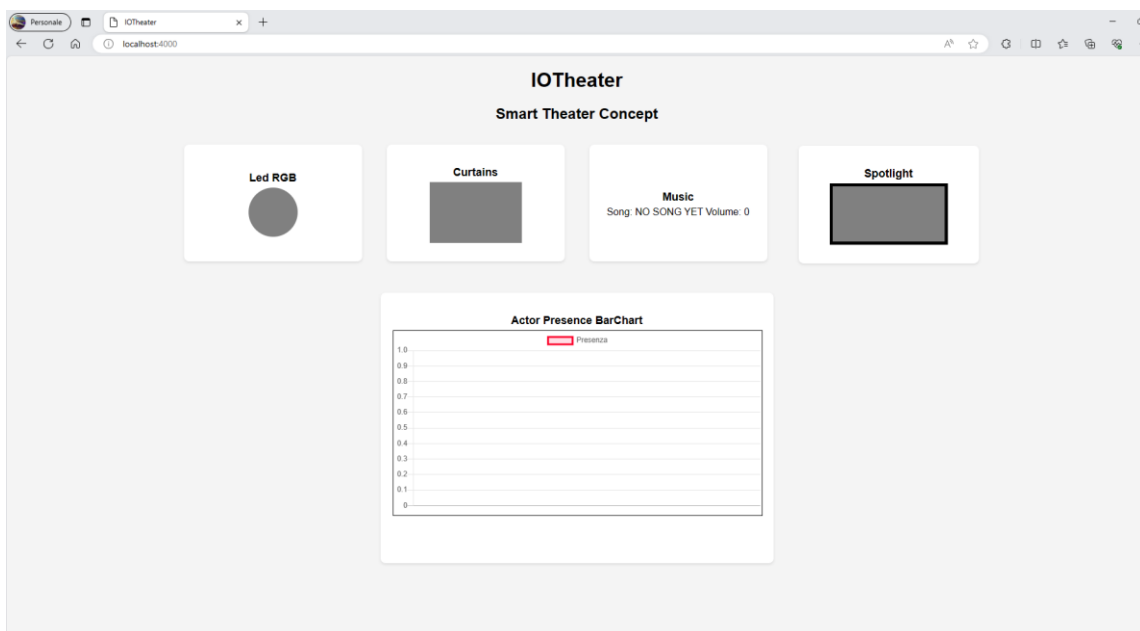 Personale
IOTheater
localhost:4000
IOTheater
Smart Theater Concept
Led RGB
Curtains
Music
Song: NO SONG YET Volume: 0
Spotlight
Actor Presence BarChart
Presenza
1.0
0.9
0.8
0.7
0.6
0.5
0.4
0.3
0.2
0.1
0